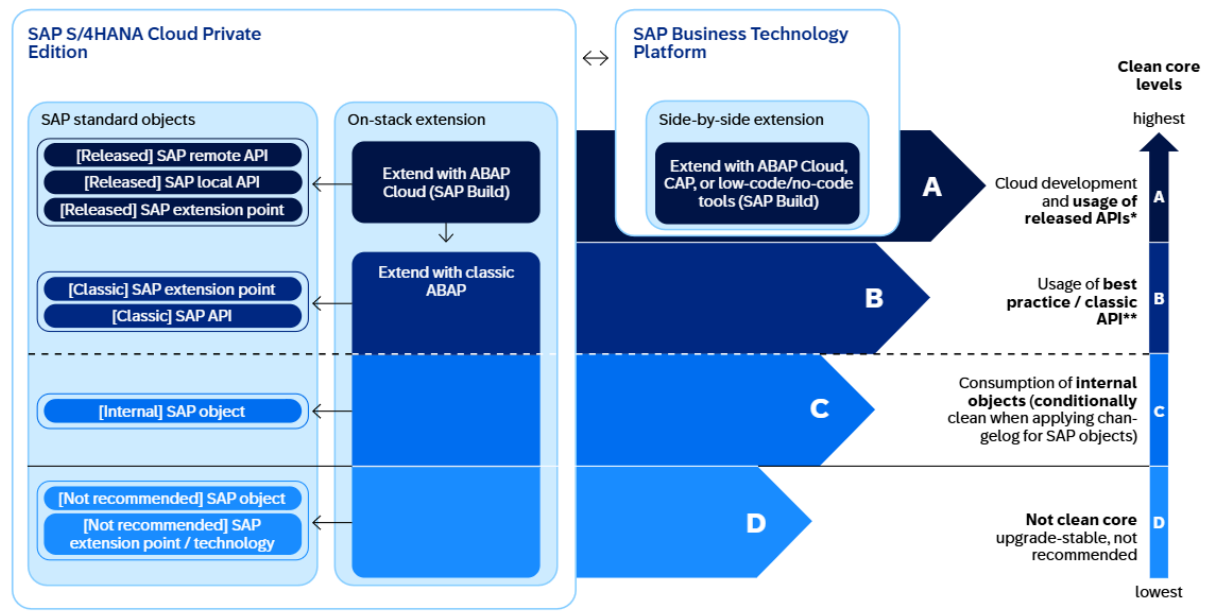 SAP S/4HANA Cloud Private
Edition
SAP Business Technology
Platform
Clean core
levels
highest
SAP standard objects
On-stack extension
Side-by-side extension
[Released] SAP remote API
[Released] SAP local API
[Released] SAP extension point
Extend with ABAP
Cloud (SAP Build)
Extend with ABAP Cloud,
CAP, or low-code/no-code
tools (SAP Build)
A
Cloud development
and usage of
released APIs*
A
[Classic] SAP extension point
[Classic] SAP API
Extend with classic
ABAP
B
Usage of best
practice / classic
API**
B
[Internal] SAP object
C
Consumption of internal
objects (conditionally
clean when applying chan-
gelog for SAP objects)
C
[Not recommended] SAP object
[Not recommended] SAP
extension point / technology
D
Not clean core
upgrade-stable, not
recommended
D
lowest